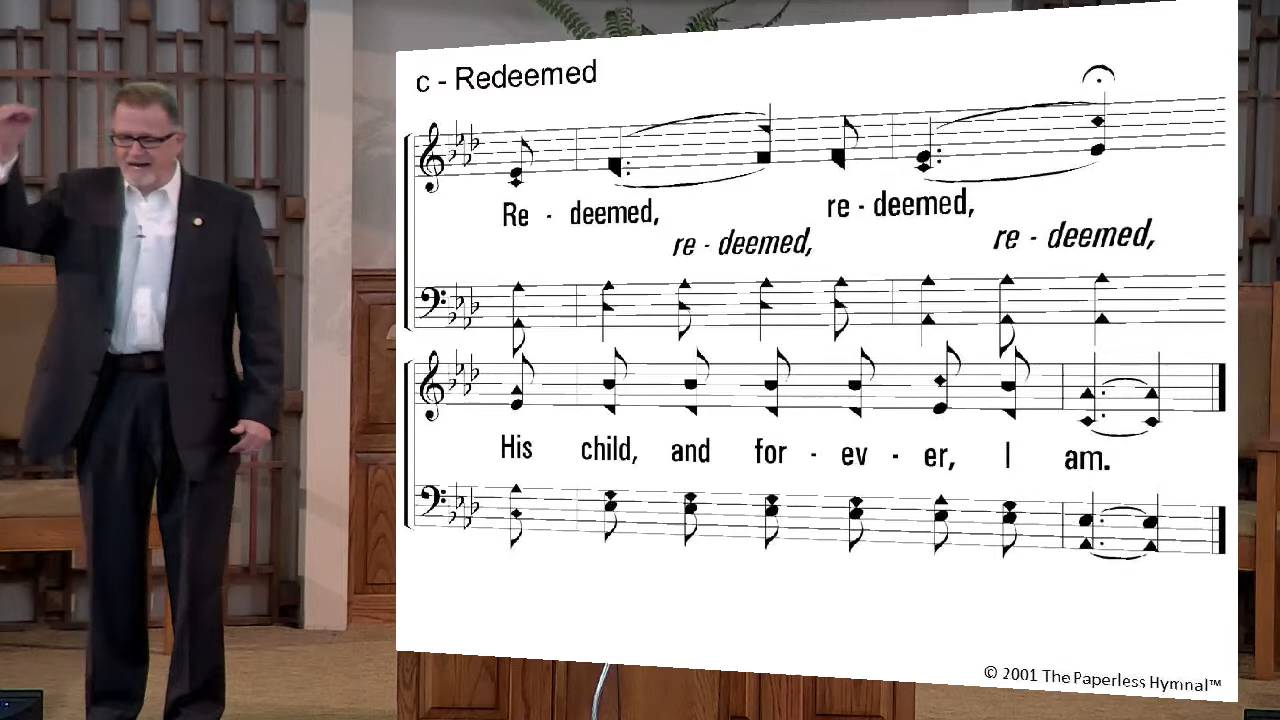 c - Redeemed
Re - deemed, re - deemed,
re - deemed, re - deemed,
His child, and for - ev - er, I am.
© 2001 The Paperless Hymnal™